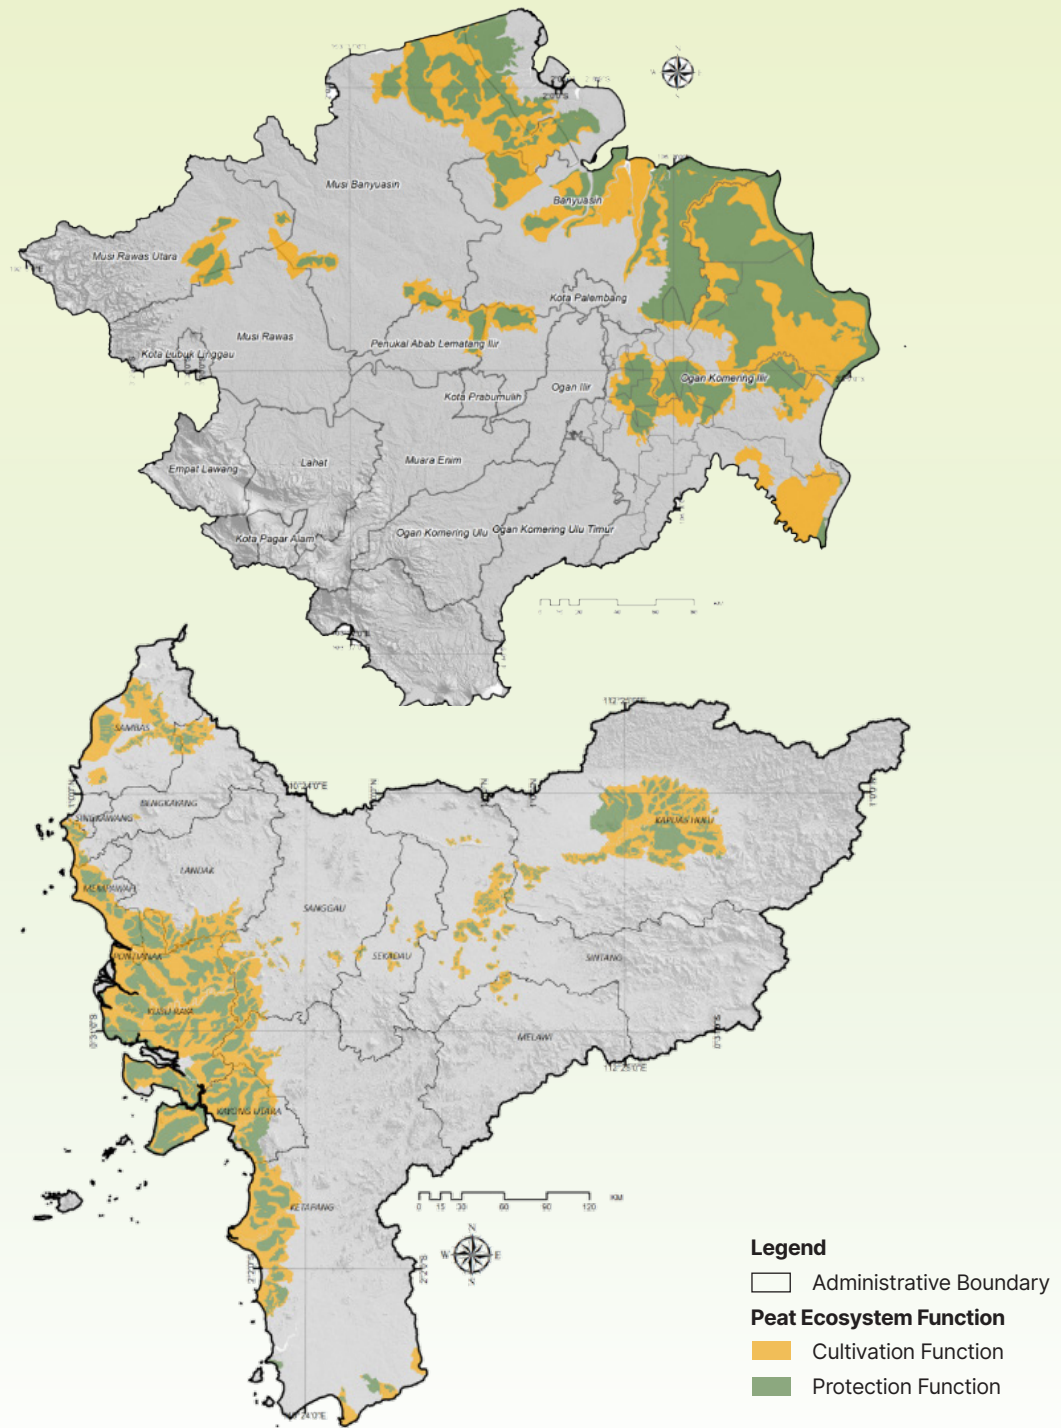 N
Musi Banyuasin
Banyuasin
Musi Rawas Utara
Kota Palembang
Musi Rawas
Penukal Abab Lematang Ilir
Kota Lubuk Linggau
Ogan Komering Ilir
Ogan Ilir
Kota Prabumulih
Muara Enim
Lahat
Empat Lawang
Ogan Komering Ulu
Ogan Komering Ulu Timur
Kota Pagar Alam
SAMBAS
BENGKAYANG
SINGKAWANG
KAPUAS HULU
LANDAK
MEMPAWAH
SANGGAU
PONTIANAK
SEKADAU
SINTANG
KUBU RAYA
MELAWI
112°25'0"E
KAYONG UTARA
KETAPANG
0 15 30 60 90 120 KM
N
W E
S
Legend
Administrative Boundary
Peat Ecosystem Function
Cultivation Function
Protection Function